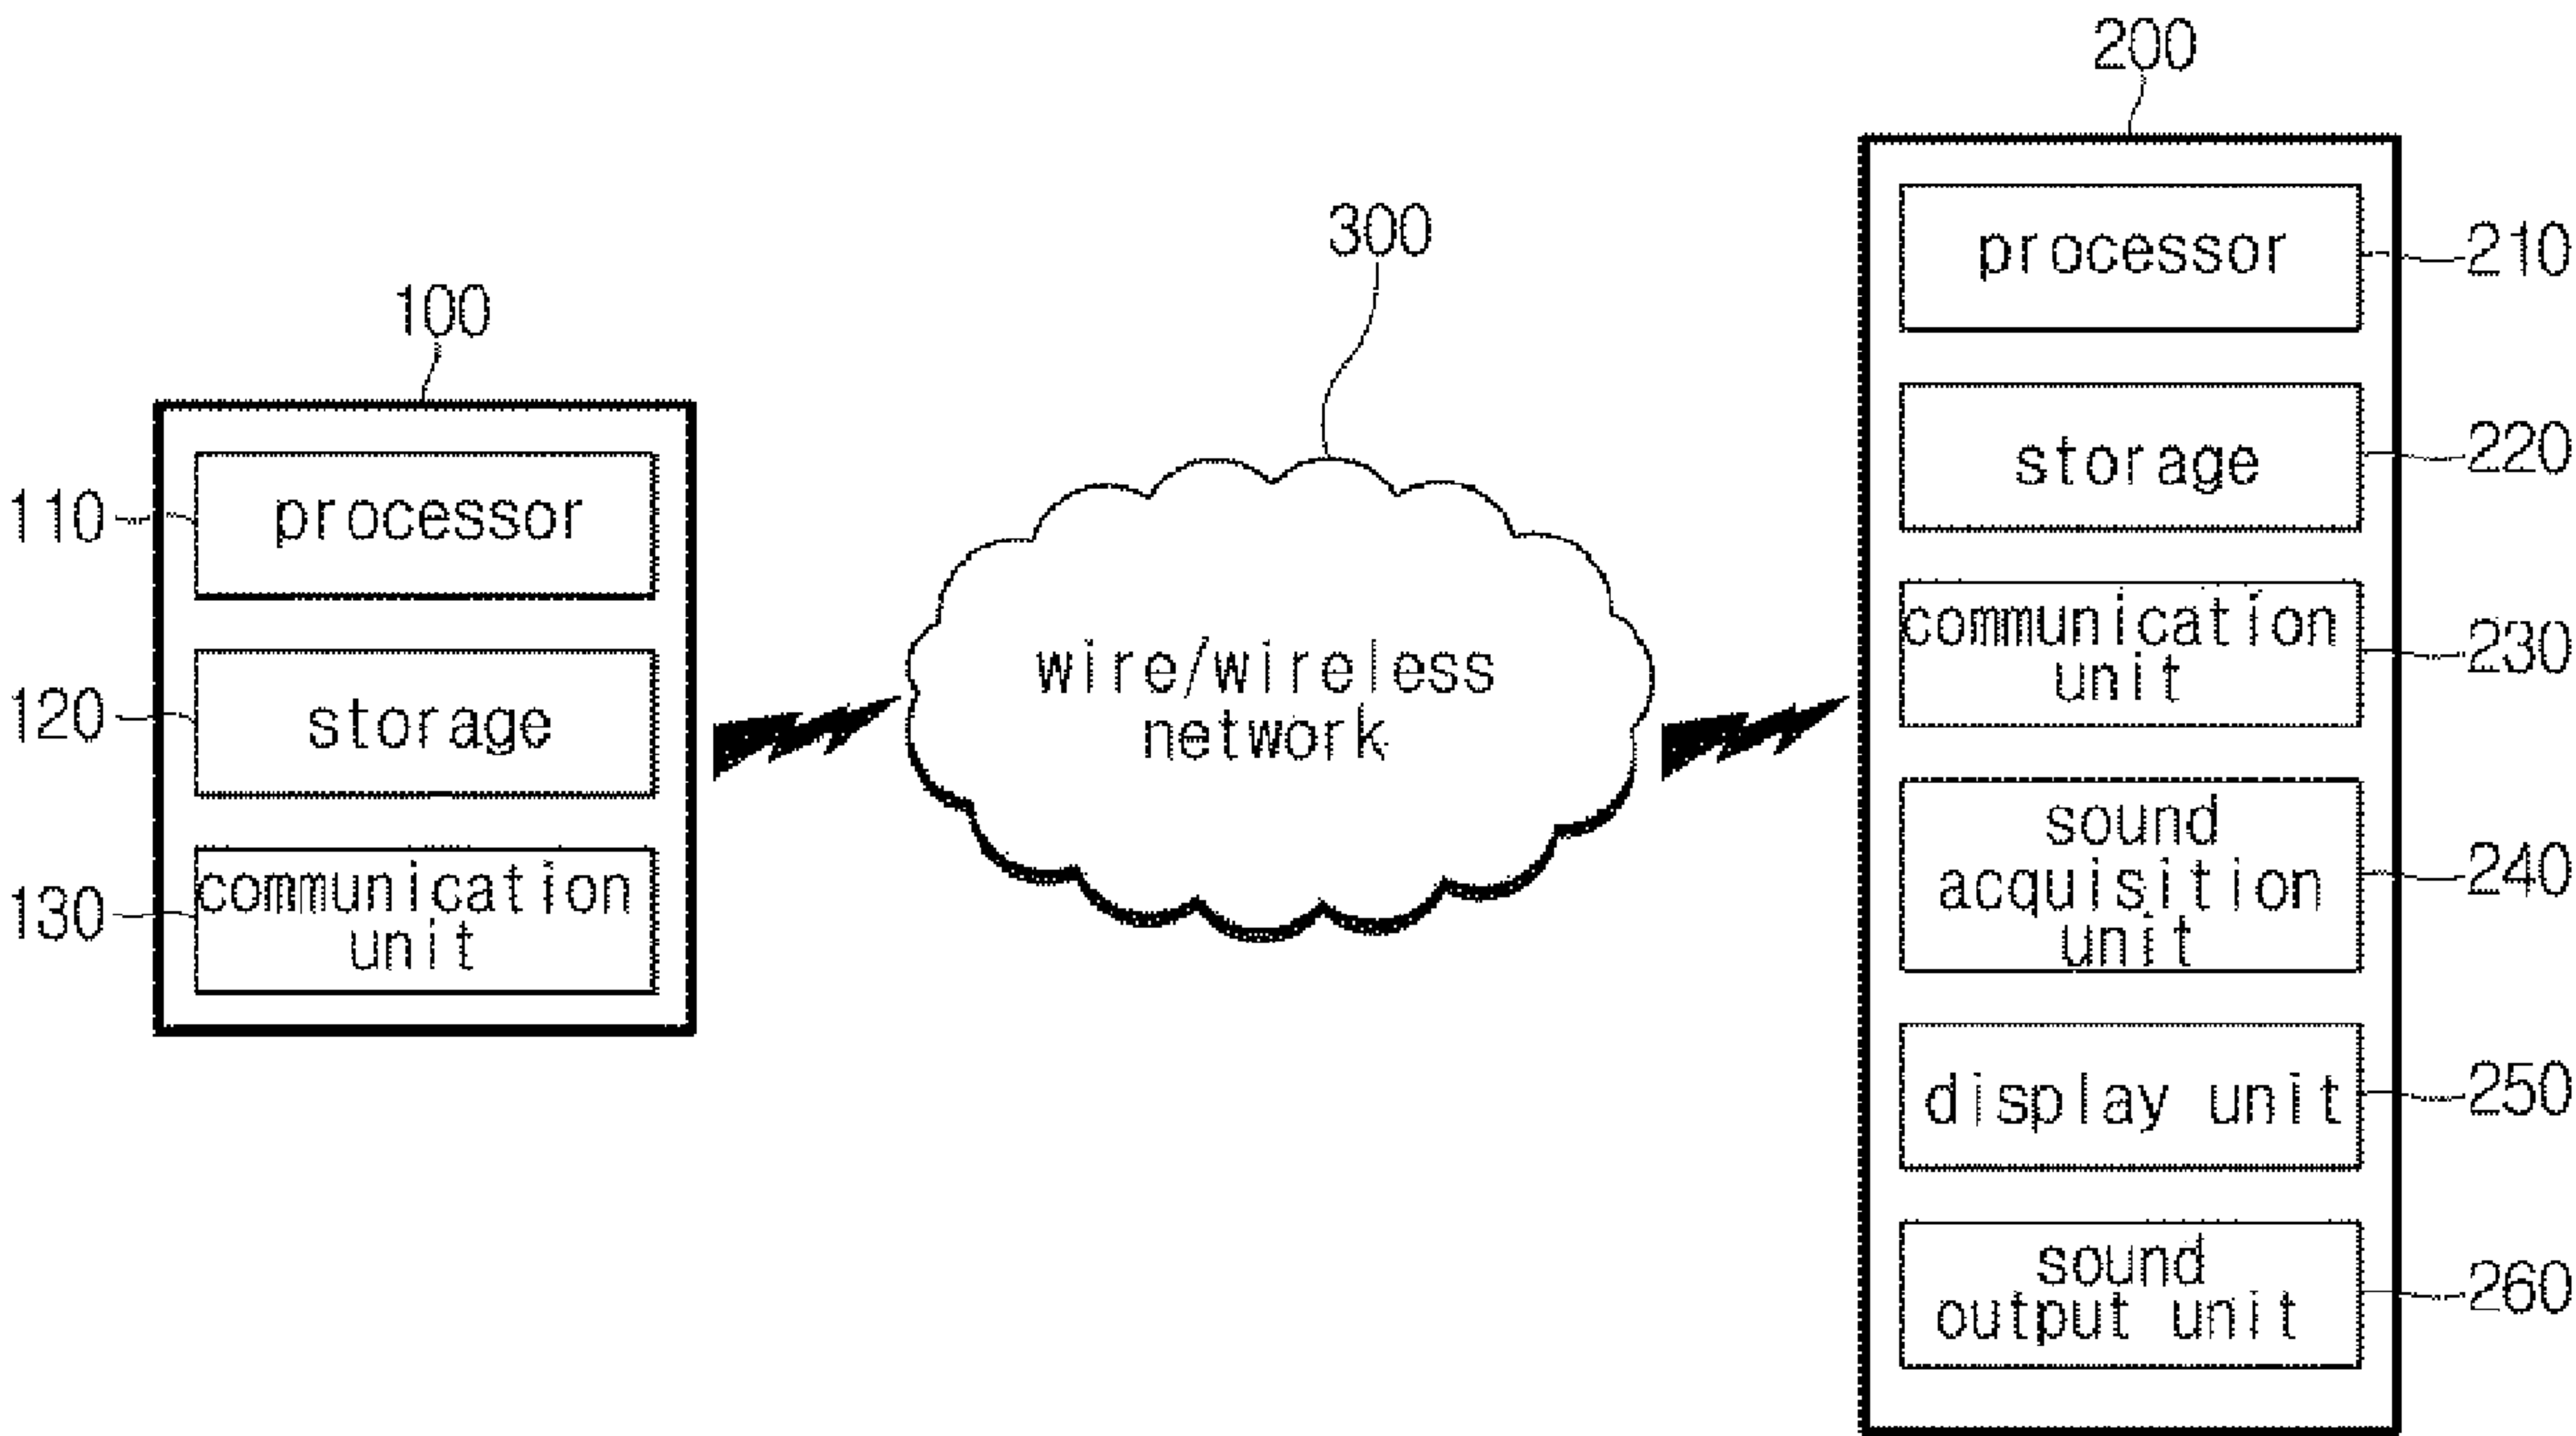 100
110
processor
120
storage
130
communication
unit
300
wire/wireless
network
200
processor
210
storage
220
communication
unit
230
sound
acquisition
unit
240
display unit
250
sound
output unit
260